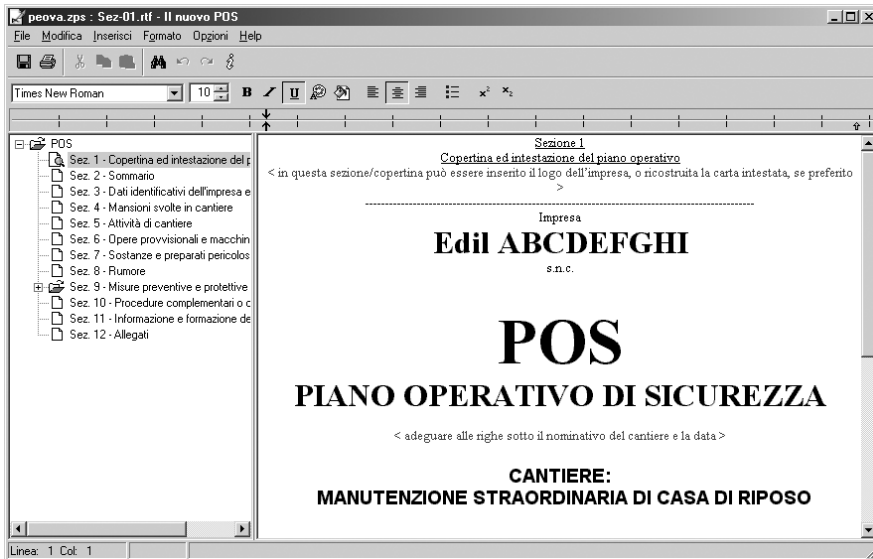 peova.zps : Sez-01.rtf - Il nuovo POS
File Modifica Inserisci Formato Opzioni Help
Times New Roman 10 B I U x² x₂
POS
Sez. 1 - Copertina ed intestazione del p
Sez. 2 - Sommario
Sez. 3 - Dati identificativi dell'impresa e
Sez. 4 - Mansioni svolte in cantiere
Sez. 5 - Attività di cantiere
Sez. 6 - Opere provvisionali e macchin
Sez. 7 - Sostanze e preparati pericolos
Sez. 8 - Rumore
Sez. 9 - Misure preventive e protettive
Sez. 10 - Procedure complementari o d
Sez. 11 - Informazione e formazione de
Sez. 12 - Allegati
Sezione 1
Copertina ed intestazione del piano operativo
< in questa sezione/copertina può essere inserito il logo dell'impresa, o ricostruita la carta intestata, se preferito
>
Impresa
Edil ABCDEFGHI
s.n.c.
POS
PIANO OPERATIVO DI SICUREZZA
< adeguare alle righe sotto il nominativo del cantiere e la data >
CANTIERE:
MANUTENZIONE STRAORDINARIA DI CASA DI RIPOSO
Linea: 1 Col: 1